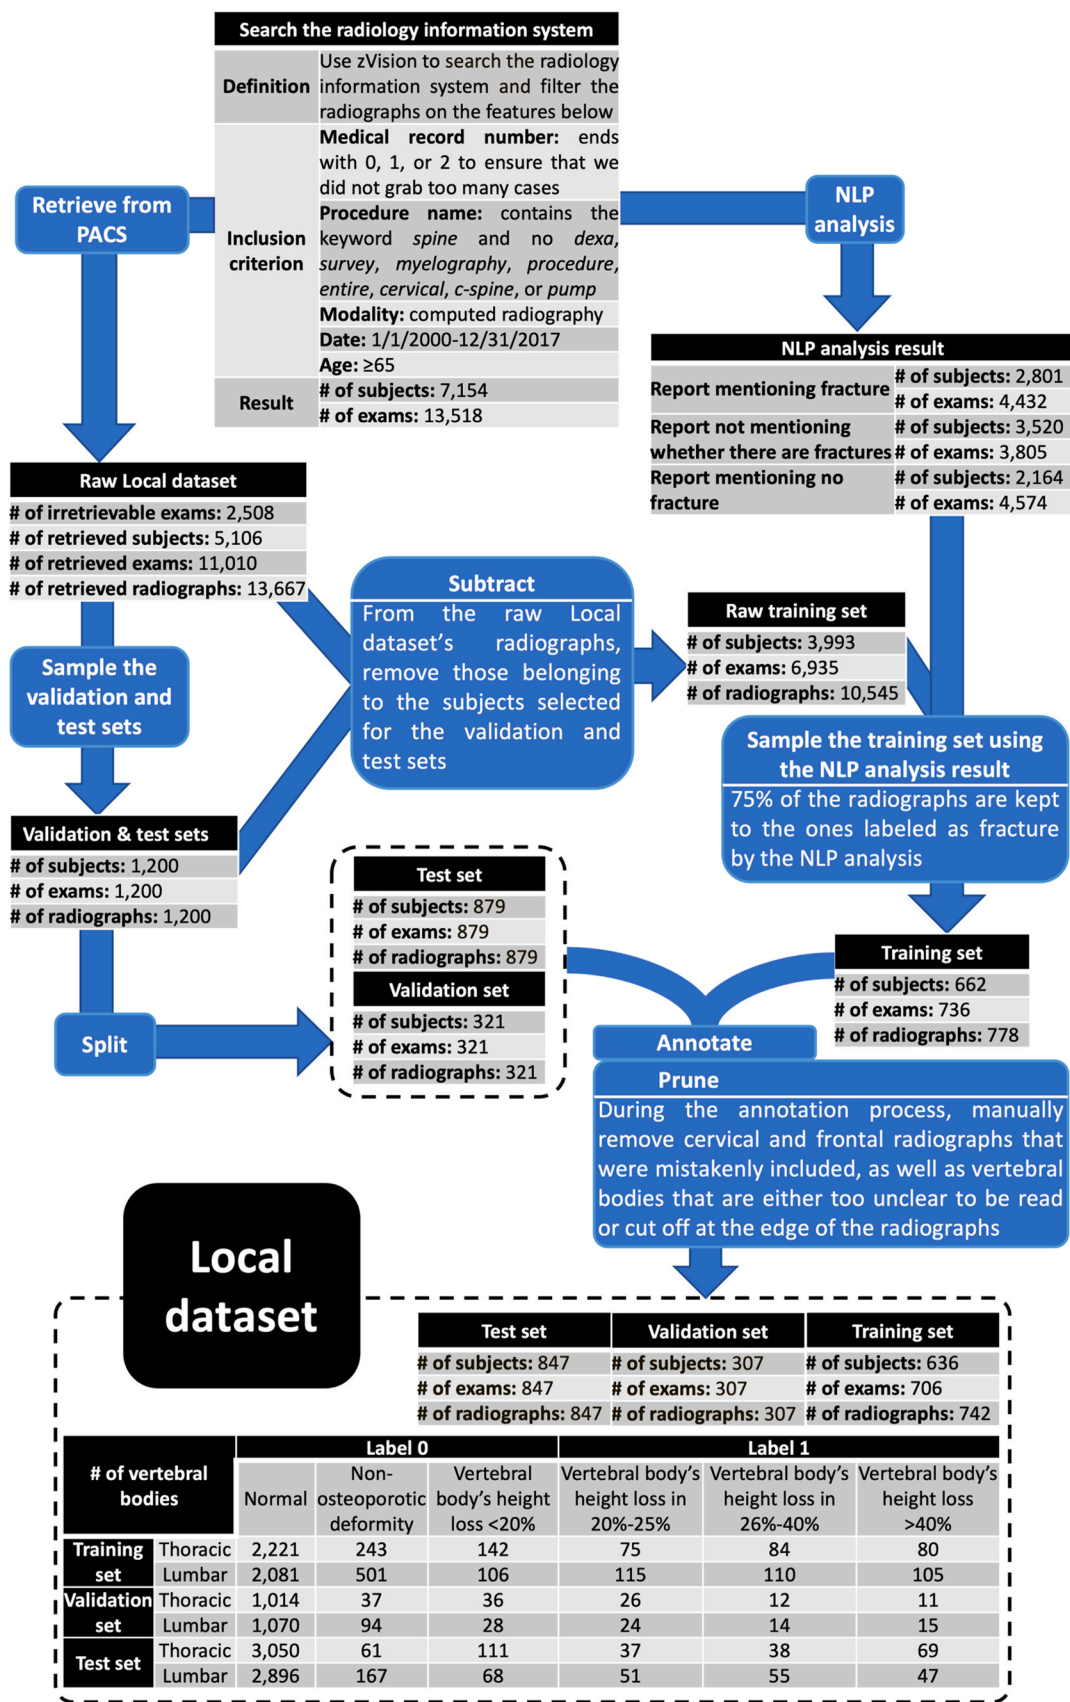 Search the radiology information system
Definition
Use zVision to search the radiology
information system and filter the
radiographs on the features below
Inclusion
criterion
Medical record number: ends
with 0, 1, or 2 to ensure that we
did not grab too many cases
Procedure name: contains the
keyword spine and no dexa,
survey, myelography, procedure,
entire, cervical, c-spine, or pump
Modality: computed radiography
Date: 1/1/2000-12/31/2017
Age: ≥65
Result
# of subjects: 7,154
# of exams: 13,518
Retrieve from
PACS
NLP
analysis
NLP analysis result
Report mentioning fracture
# of subjects: 2,801
# of exams: 4,432
Report not mentioning
whether there are fractures
# of subjects: 3,520
# of exams: 3,805
Report mentioning no
fracture
# of subjects: 2,164
# of exams: 4,574
Raw Local dataset
# of irretrievable exams: 2,508
# of retrieved subjects: 5,106
# of retrieved exams: 11,010
# of retrieved radiographs: 13,667
Sample the
validation and
test sets
Subtract
From the raw Local
dataset's radiographs,
remove those belonging
to the subjects selected
for the validation and
test sets
Raw training set
# of subjects: 3,993
# of exams: 6,935
# of radiographs: 10,545
Sample the training set using
the NLP analysis result
75% of the radiographs are kept
to the ones labeled as fracture
by the NLP analysis
Validation & test sets
# of subjects: 1,200
# of exams: 1,200
# of radiographs: 1,200
Split
Test set
# of subjects: 879
# of exams: 879
# of radiographs: 879
Validation set
# of subjects: 321
# of exams: 321
# of radiographs: 321
Training set
# of subjects: 662
# of exams: 736
# of radiographs: 778
Annotate
Prune
During the annotation process, manually
remove cervical and frontal radiographs that
were mistakenly included, as well as vertebral
bodies that are either too unclear to be read
or cut off at the edge of the radiographs
Local
dataset
Test set Validation set Training set
# of subjects: 847 # of subjects: 307 # of subjects: 636
# of exams: 847 # of exams: 307 # of exams: 706
# of radiographs: 847 # of radiographs: 307 # of radiographs: 742
# of vertebral
bodies
Label 0 Label 1
Normal
Non-
osteoporotic
deformity
Vertebral
body's height
loss <20%
Vertebral body's
height loss in
20%-25%
Vertebral body's
height loss in
26%-40%
Vertebral body's
height loss
>40%
Training
set
Thoracic 2,221 243 142 75 84 80
Lumbar 2,081 501 106 115 110 105
Validation
set
Thoracic 1,014 37 36 26 12 11
Lumbar 1,070 94 28 24 14 15
Test set
Thoracic 3,050 61 111 37 38 69
Lumbar 2,896 167 68 51 55 47